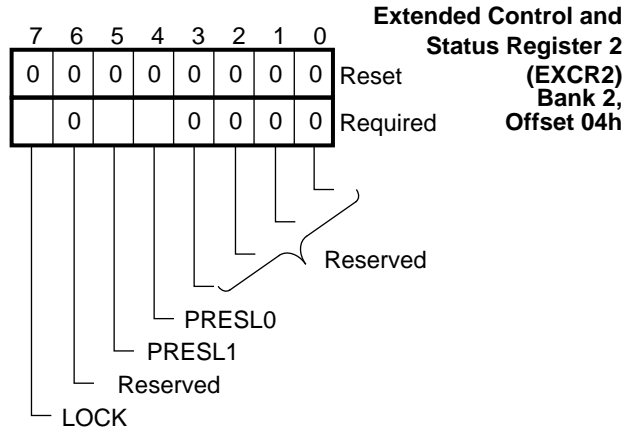 Extended Control and
Status Register 2
(EXCR2)
Bank 2,
Offset 04h
7 6 5 4 3 2 1 0
0 0 0 0 0 0 0 0 Reset
0 0 0 0 0 Required
Reserved
PRESL0
PRESL1
Reserved
LOCK